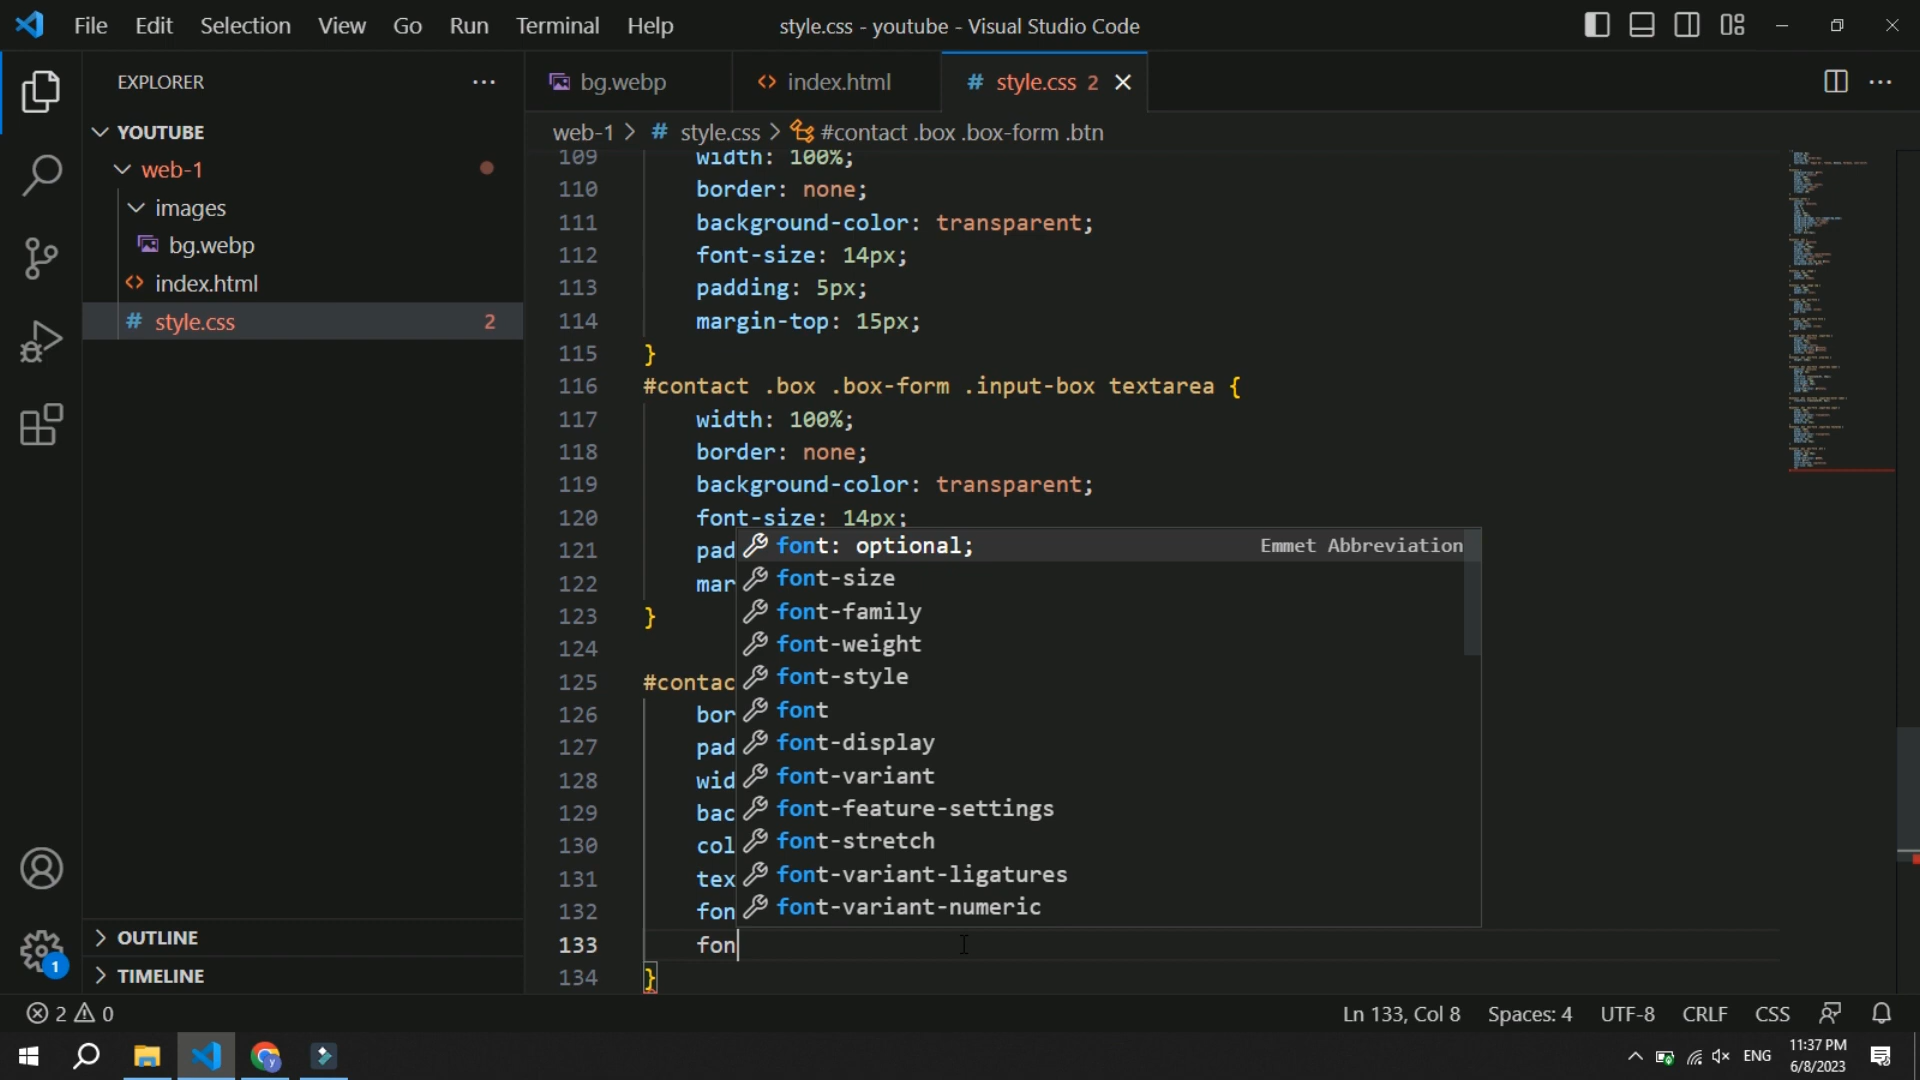 File Edit Selection View Go Run Terminal Help style.css - youtube - Visual Studio Code
EXPLORER
YOUTUBE
web-1
images
bg.webp
index.html
style.css 2
OUTLINE
TIMELINE
bg.webp index.html style.css 2
web-1 > # style.css > #contact .box .box-form .btn
109 width: 100%;
110 border: none;
111 background-color: transparent;
112 font-size: 14px;
113 padding: 5px;
114 margin-top: 15px;
115 }
116 #contact .box .box-form .input-box textarea {
117 width: 100%;
118 border: none;
119 background-color: transparent;
120 font-size: 14px;
121 pad
122 mar
123 }
124
125 #contac
126 bor
127 pad
128 wid
129 bac
130 col
131 tex
132 fon
133 fon
134 }
font: optional; Emmet Abbreviation
font-size
font-family
font-weight
font-style
font
font-display
font-variant
font-feature-settings
font-stretch
font-variant-ligatures
font-variant-numeric
1
2 0 Ln 133, Col 8 Spaces: 4 UTF-8 CRLF CSS
ENG 11:37 PM
6/8/2023